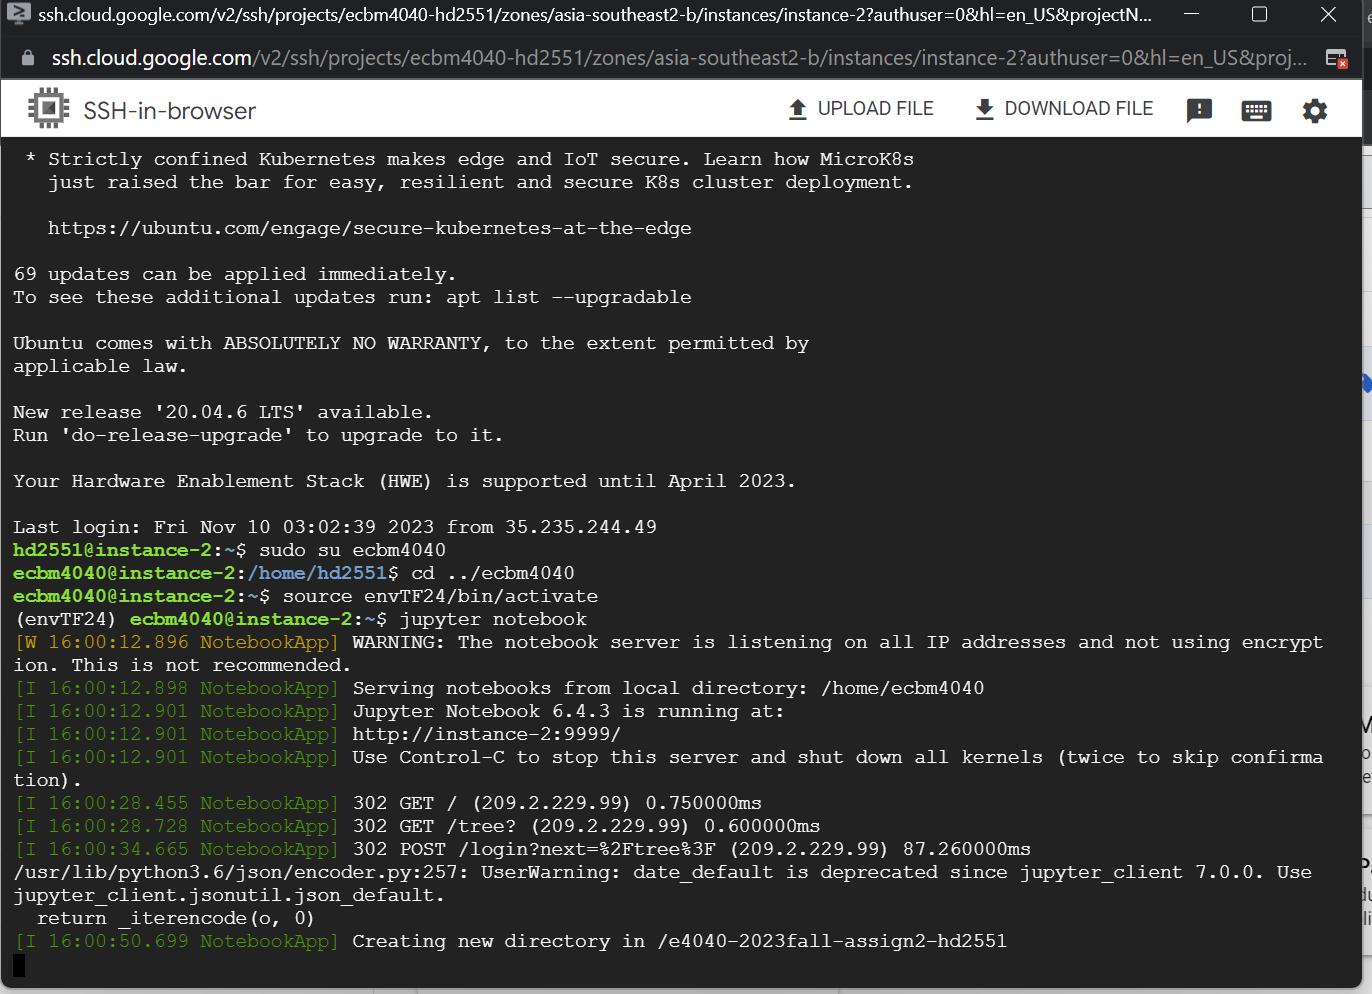 ssh.cloud.google.com/v2/ssh/projects/ecbm4040-hd2551/zones/asia-southeast2-b/instances/instance-2?authuser=0&hl=en_US&projectN...
ssh.cloud.google.com/v2/ssh/projects/ecbm4040-hd2551/zones/asia-southeast2-b/instances/instance-2?authuser=0&hl=en_US&proj...
SSH-in-browser UPLOAD FILE DOWNLOAD FILE
* Strictly confined Kubernetes makes edge and IoT secure. Learn how MicroK8s
just raised the bar for easy, resilient and secure K8s cluster deployment.
https://ubuntu.com/engage/secure-kubernetes-at-the-edge
69 updates can be applied immediately.
To see these additional updates run: apt list --upgradable
Ubuntu comes with ABSOLUTELY NO WARRANTY, to the extent permitted by
applicable law.
New release '20.04.6 LTS' available.
Run 'do-release-upgrade' to upgrade to it.
Your Hardware Enablement Stack (HWE) is supported until April 2023.
Last login: Fri Nov 10 03:02:39 2023 from 35.235.244.49
hd2551@instance-2:~$ sudo su ecbm4040
ecbm4040@instance-2:/home/hd2551$ cd ../ecbm4040
ecbm4040@instance-2:~$ source envTF24/bin/activate
(envTF24) ecbm4040@instance-2:~$ jupyter notebook
[W 16:00:12.896 NotebookApp] WARNING: The notebook server is listening on all IP addresses and not using encrypt
ion. This is not recommended.
[I 16:00:12.898 NotebookApp] Serving notebooks from local directory: /home/ecbm4040
[I 16:00:12.901 NotebookApp] Jupyter Notebook 6.4.3 is running at:
[I 16:00:12.901 NotebookApp] http://instance-2:9999/
[I 16:00:12.901 NotebookApp] Use Control-C to stop this server and shut down all kernels (twice to skip confirma
tion).
[I 16:00:28.455 NotebookApp] 302 GET / (209.2.229.99) 0.750000ms
[I 16:00:28.728 NotebookApp] 302 GET /tree? (209.2.229.99) 0.600000ms
[I 16:00:34.665 NotebookApp] 302 POST /login?next=%2Ftree%3F (209.2.229.99) 87.260000ms
/usr/lib/python3.6/json/encoder.py:257: UserWarning: date_default is deprecated since jupyter_client 7.0.0. Use
jupyter_client.jsonutil.json_default.
return _iterencode(o, 0)
[I 16:00:50.699 NotebookApp] Creating new directory in /e4040-2023fall-assign2-hd2551